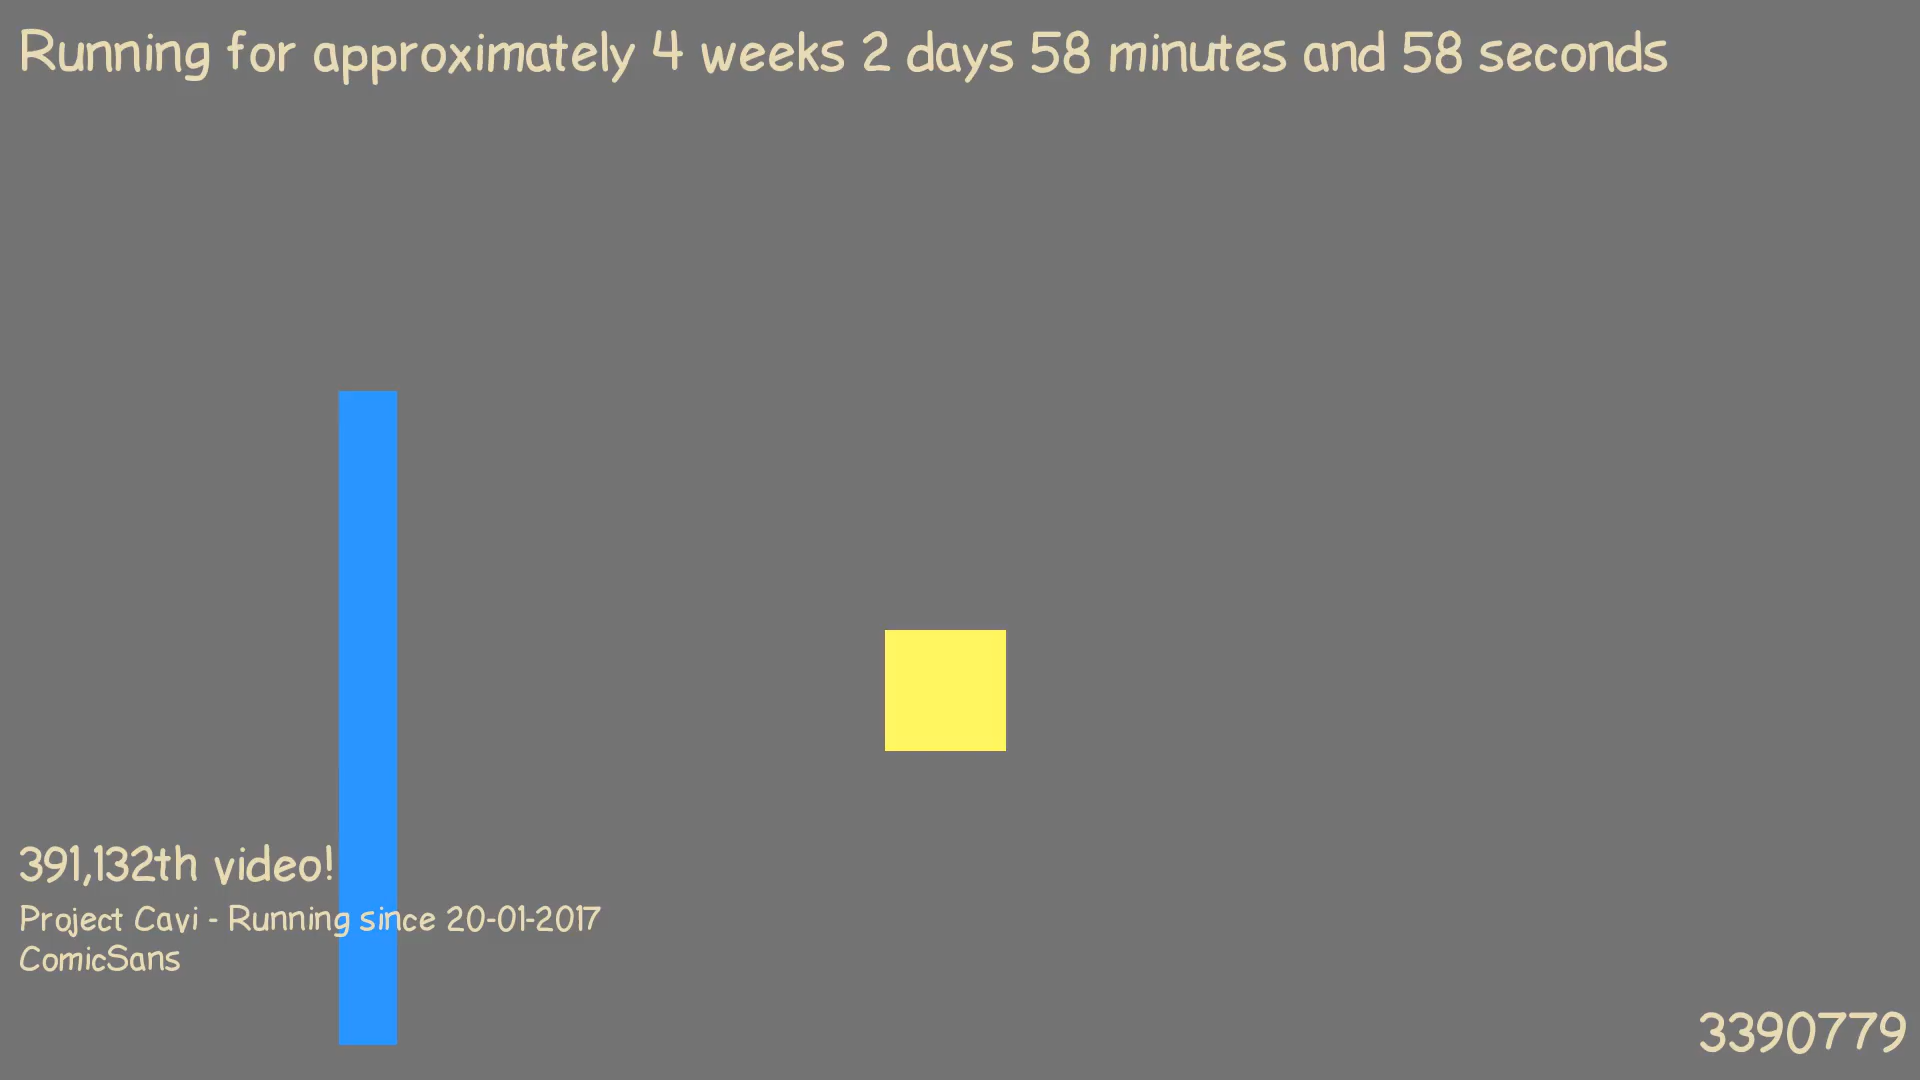 Running for approximately 4 weeks 2 days 58 minutes and 58 seconds
391,132th video!
Project Cavi - Running since 20-01-2017
ComicSans
3390779